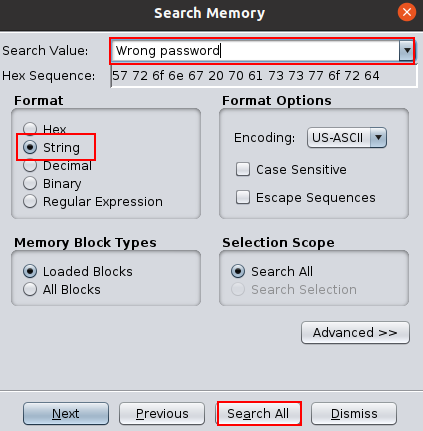 Search Memory
Search Value: Wrong password
Hex Sequence: 57 72 6f 6e 67 20 70 61 73 73 77 6f 72 64
Format
Hex
String
Decimal
Binary
Regular Expression
Format Options
Encoding: US-ASCII
Case Sensitive
Escape Sequences
Memory Block Types
Loaded Blocks
All Blocks
Selection Scope
Search All
Search Selection
Advanced >>
Next Previous Search All Dismiss